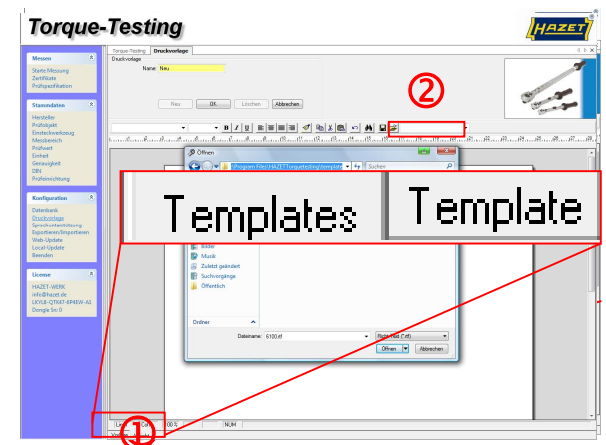 Torque-Testing
HAZET
Messen
Starte Messung
Zertifikate
Prüfspezifikation
Stammdaten
Hersteller
Prüfobjekt
Einsteckwerkzeug
Messbereich
Prüfwert
Einheit
Genauigkeit
DIN
Prüfeinrichtung
Konfiguration
Datenbank
Druckvorlage
Sprachunterstützung
Exportieren/Importieren
Web-Update
Local-Update
Beenden
License
HAZET-WERK
info@hazet.de
Dongle Sn: 0
Torque-Testing Druckvorlage
Druckvorlage
Name Neu
Neu OK Löschen Abbrechen
②
B I U
Öffnen
Suchen
Templates Template
Bilder
Musik
Zuletzt geändert
Suchvorgänge
Öffentlich
Ordner
Dateiname: 6100.rtf
Öffnen Abbrechen
①
NUM